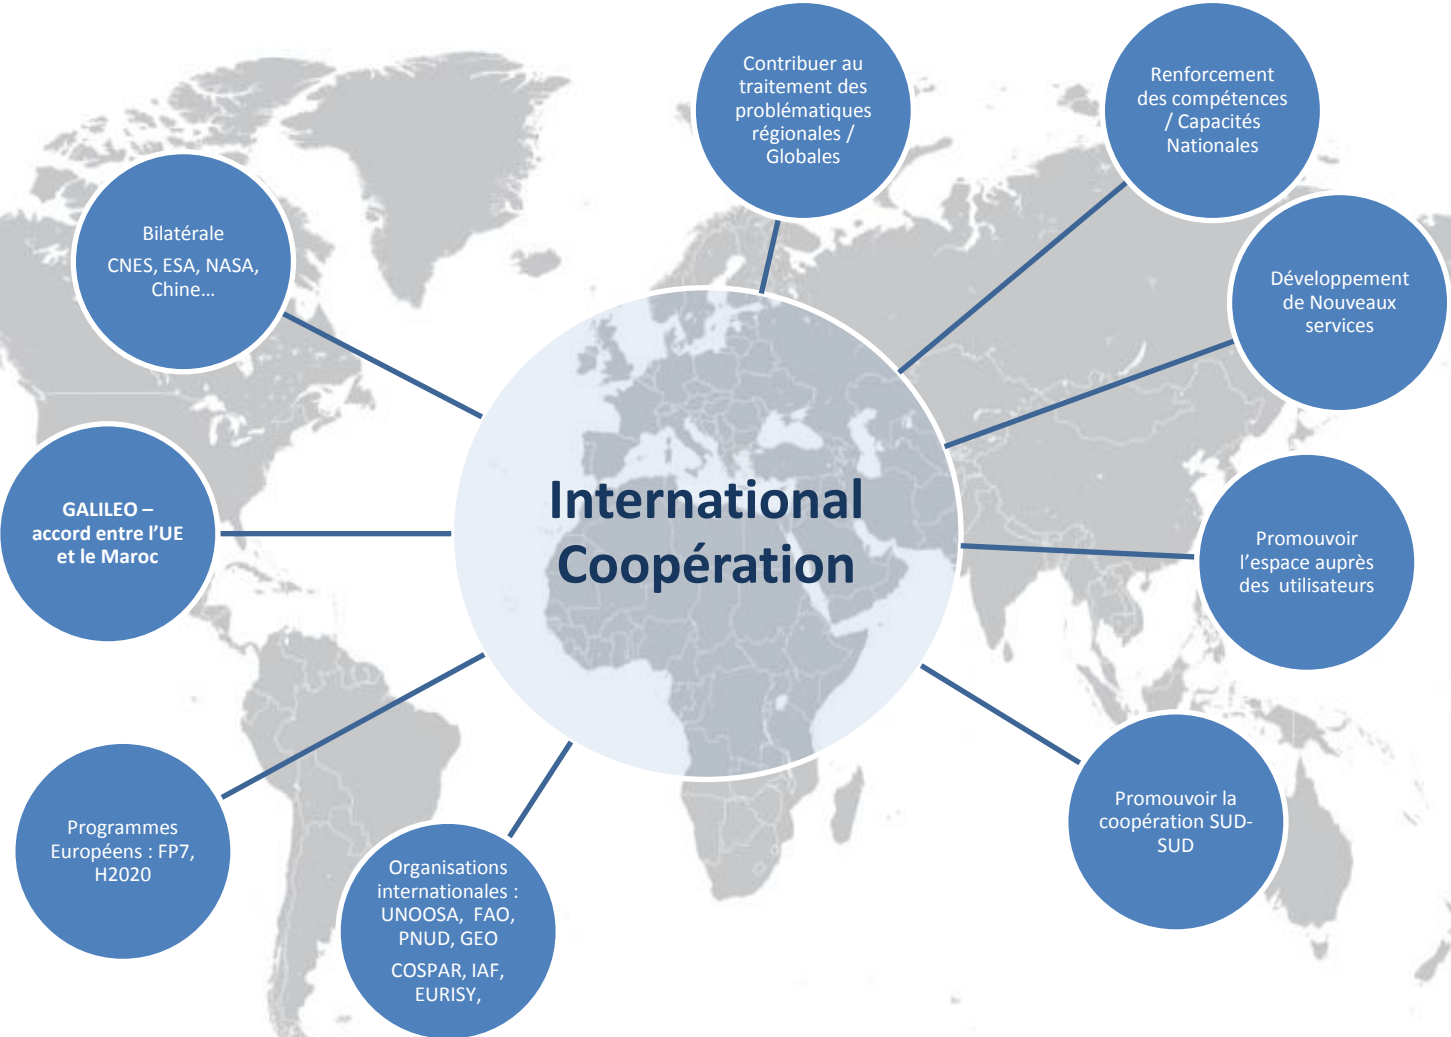 Contribuer au
traitement des
problématiques
régionales /
Globales
Renforcement
des compétences
/ Capacités
Nationales
Bilatérale
CNES, ESA, NASA,
Chine…
Développement
de Nouveaux
services
GALILEO –
accord entre l’UE
et le Maroc
International
Coopération
Promouvoir
l’espace auprès
des utilisateurs
Programmes
Européens : FP7,
H2020
Organisations
internationales :
UNOOSA, FAO,
PNUD, GEO
COSPAR, IAF,
EURISY,
Promouvoir la
coopération SUD-
SUD